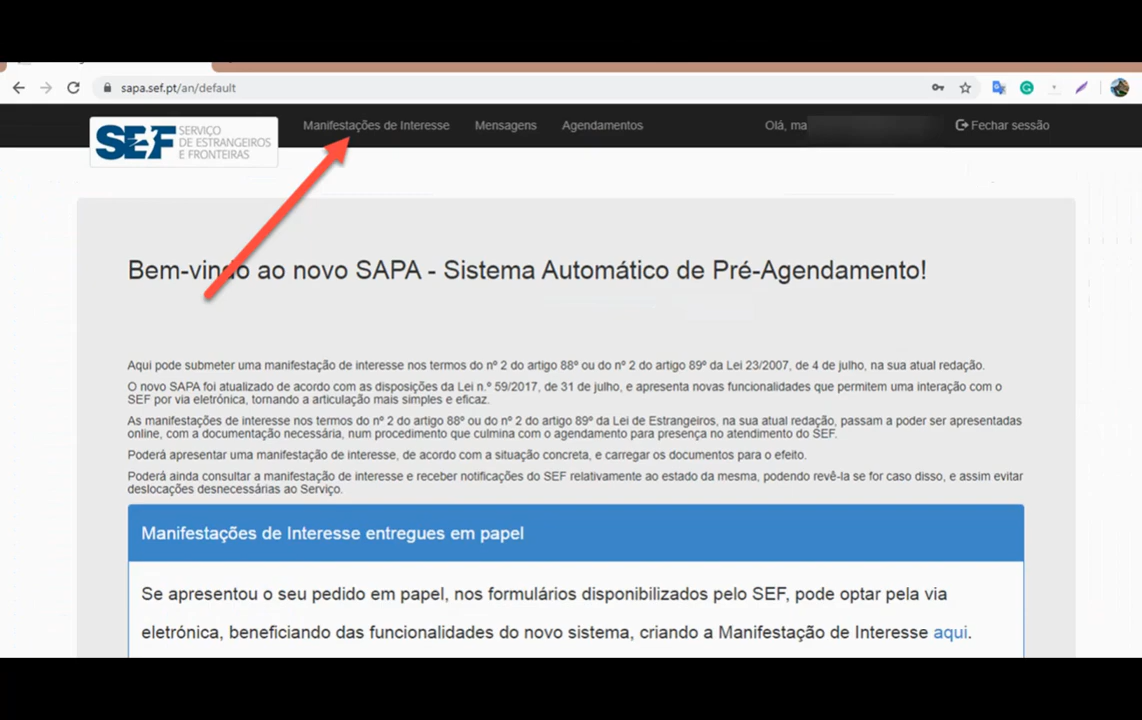 sapa.sef.pt/an/default
SEF SERVIÇO
DE ESTRANGEIROS
E FRONTEIRAS
Manifestações de Interesse Mensagens Agendamentos Olá, ma Fechar sessão
Bem-vindo ao novo SAPA - Sistema Automático de Pré-Agendamento!
Aqui pode submeter uma manifestação de interesse nos termos do nº 2 do artigo 88º ou do nº 2 do artigo 89º da Lei 23/2007, de 4 de julho, na sua atual redação.
O novo SAPA foi atualizado de acordo com as disposições da Lei n.º 59/2017, de 31 de julho, e apresenta novas funcionalidades que permitem uma interação com o
SEF por via eletrónica, tornando a articulação mais simples e eficaz.
As manifestações de interesse nos termos do nº 2 do artigo 88º ou do nº 2 do artigo 89º da Lei de Estrangeiros, na sua atual redação, passam a poder ser apresentadas
online, com a documentação necessária, num procedimento que culmina com o agendamento para presença no atendimento do SEF.
Poderá apresentar uma manifestação de interesse, de acordo com a situação concreta, e carregar os documentos para o efeito.
Poderá ainda consultar a manifestação de interesse e receber notificações do SEF relativamente ao estado da mesma, podendo revê-la se for caso disso, e assim evitar
deslocações desnecessárias ao Serviço.
Manifestações de Interesse entregues em papel
Se apresentou o seu pedido em papel, nos formulários disponibilizados pelo SEF, pode optar pela via
eletrónica, beneficiando das funcionalidades do novo sistema, criando a Manifestação de Interesse aqui.